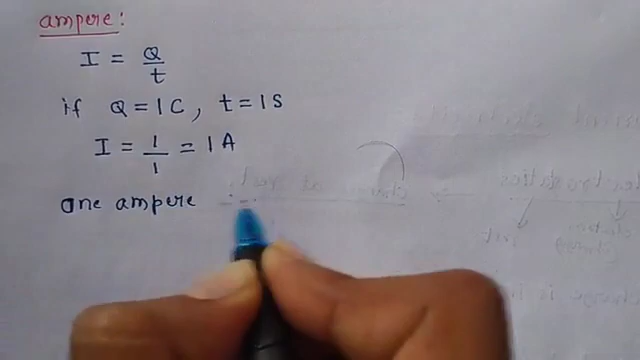 ampere:
I = Q/t
if Q = 1C, t = 1S
I = 1/1 = 1A
One ampere